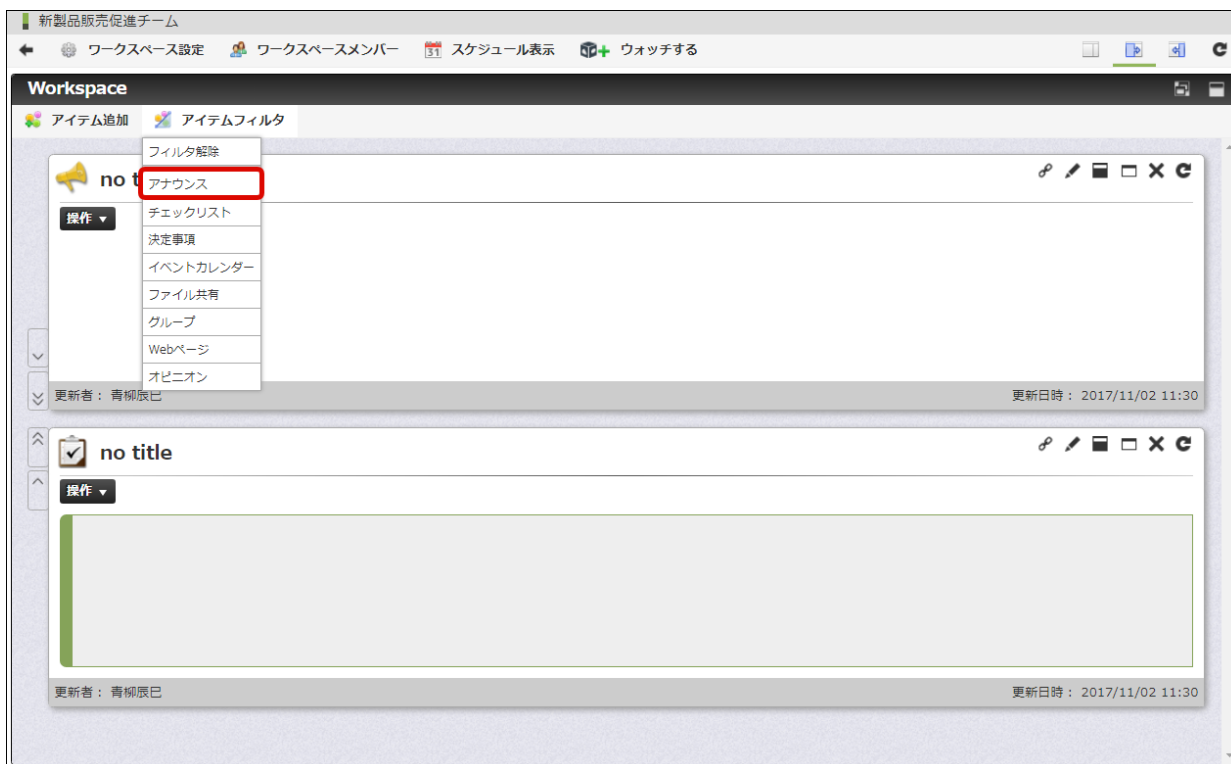 新製品販売促進チーム
ワークスペース設定 ワークスペースメンバー 31 スケジュール表示 ウォッチする
Workspace
アイテム追加 アイテムフィルタ
フィルタ解除
no t
アナウンス
操作 ▼
チェックリスト
決定事項
イベントカレンダー
ファイル共有
グループ
Webページ
オピニオン
更新者： 青柳辰巳 更新日時： 2017/11/02 11:30
no title
操作 ▼
更新者： 青柳辰巳 更新日時： 2017/11/02 11:30